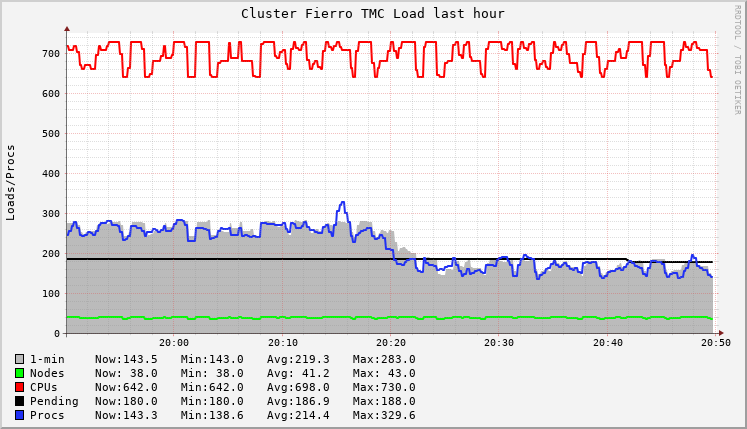 Cluster Fierro TMC Load last hour
RRDTOOL / TOBI OETIKER
Loads/Procs
700
600
500
400
300
200
100
0
20:00 20:10 20:20 20:30 20:40 20:50
1-min Now:143.5 Min:143.0 Avg:219.3 Max:283.0
Nodes Now: 38.0 Min: 38.0 Avg: 41.2 Max: 43.0
CPUs Now:642.0 Min:642.0 Avg:698.0 Max:730.0
Pending Now:180.0 Min:180.0 Avg:186.9 Max:188.0
Procs Now:143.3 Min:138.6 Avg:214.4 Max:329.6